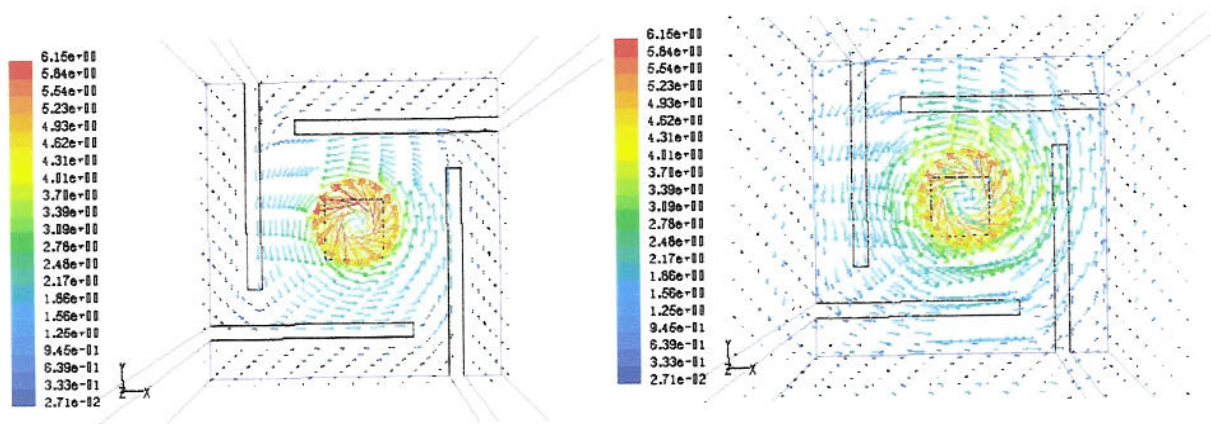 6.15e+00
5.84e+00
5.54e+00
5.23e+00
4.93e+00
4.62e+00
4.31e+00
4.01e+00
3.70e+00
3.39e+00
3.09e+00
2.78e+00
2.48e+00
2.17e+00
1.86e+00
1.56e+00
1.25e+00
9.45e-01
6.39e-01
3.33e-01
2.71e-02
Y
Z X
6.15e+00
5.84e+00
5.54e+00
5.23e+00
4.93e+00
4.62e+00
4.31e+00
4.01e+00
3.70e+00
3.39e+00
3.09e+00
2.78e+00
2.48e+00
2.17e+00
1.86e+00
1.56e+00
1.25e+00
9.45e-01
6.39e-01
3.33e-01
2.71e-02
Y
Z X